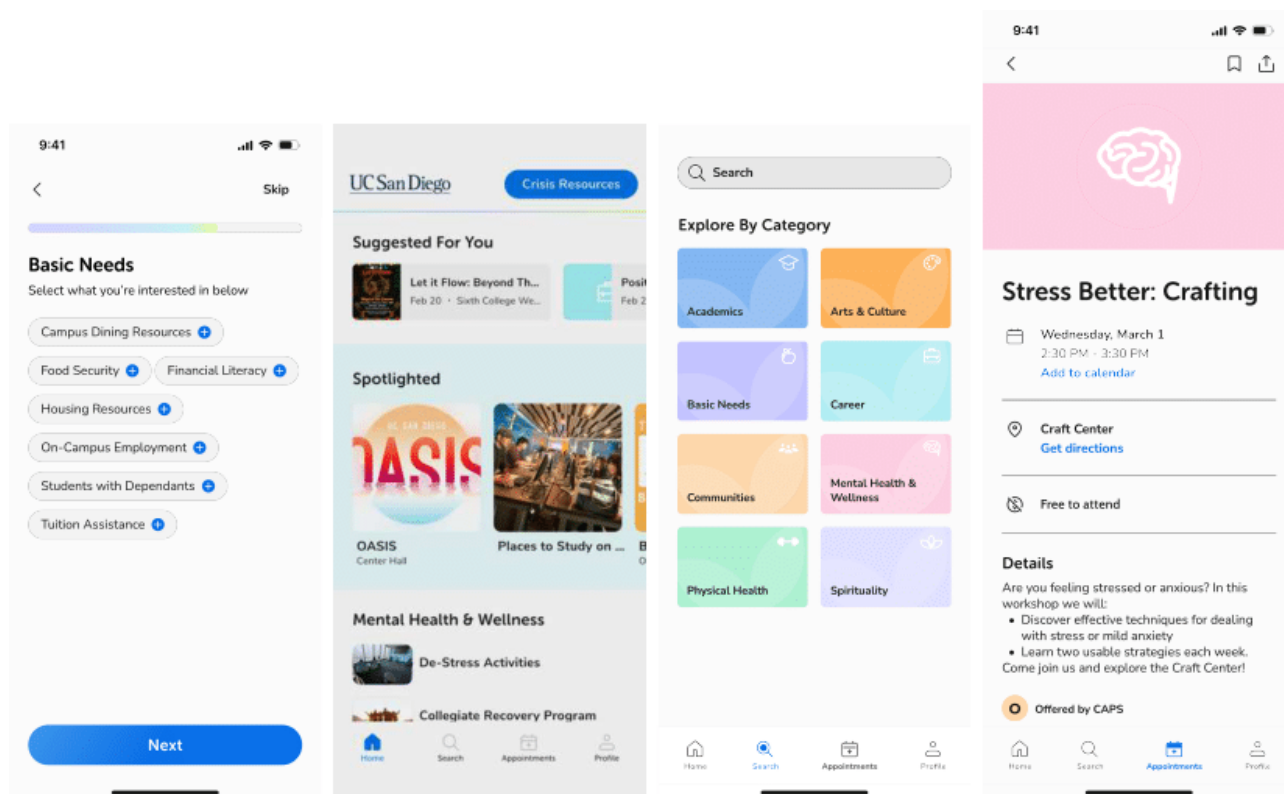 9:41
Skip
Basic Needs
Select what you're interested in below
Campus Dining Resources
Food Security
Financial Literacy
Housing Resources
On-Campus Employment
Students with Dependants
Tuition Assistance
Next
UC San Diego
Crisis Resources
Suggested For You
Let it Flow: Beyond Th...
Feb 20 · Sixth College We...
Posit
Feb 2
Spotlighted
UC SAN DIEGO
OASIS
OASIS
Center Hall
Places to Study on ...
B
O
Mental Health & Wellness
De-Stress Activities
Collegiate Recovery Program
Home
Search
Appointments
Profile
Search
Explore By Category
Academics
Arts & Culture
Basic Needs
Career
Communities
Mental Health &
Wellness
Physical Health
Spirituality
Home
Search
Appointments
Profile
9:41
Stress Better: Crafting
Wednesday, March 1
2:30 PM - 3:30 PM
Add to calendar
Craft Center
Get directions
Free to attend
Details
Are you feeling stressed or anxious? In this
workshop we will:
• Discover effective techniques for dealing
with stress or mild anxiety
• Learn two usable strategies each week.
Come join us and explore the Craft Center!
O Offered by CAPS
Home
Search
Appointments
Profile